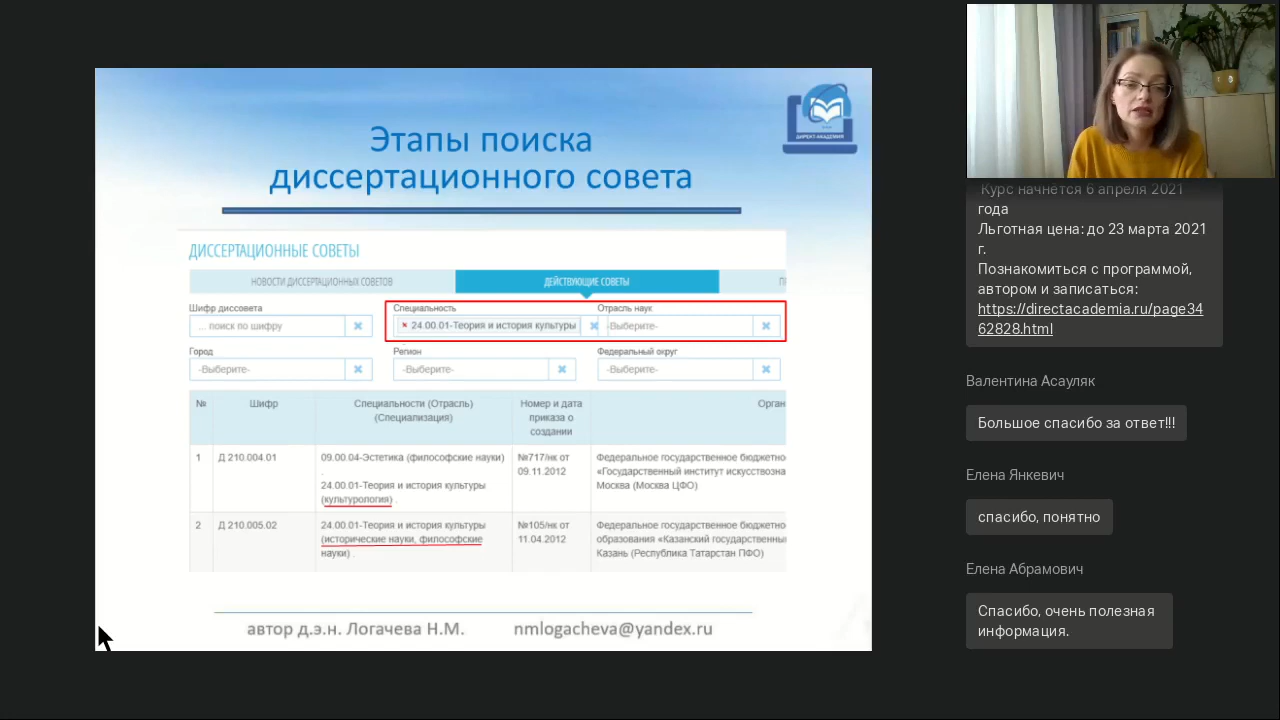 Этапы поиска
диссертационного совета
ДИРЕКТ-АКАДЕМИЯ
ДИССЕРТАЦИОННЫЕ СОВЕТЫ
НОВОСТИ ДИССЕРТАЦИОННЫХ СОВЕТОВ
ДЕЙСТВУЮЩИЕ СОВЕТЫ
Шифр диссовета
Специальность
Отрасль наук
... поиск по шифру
× 24.00.01-Теория и история культуры
-Выберите-
Город
Регион
Федеральный округ
-Выберите-
-Выберите-
-Выберите-
№
Шифр
Специальности (Отрасль)
(Специализация)
Номер и дата
приказа о
создании
Орган
1
Д 210.004.01
09.00.04-Эстетика (философские науки)
.
24.00.01-Теория и история культуры
(культурология) .
№717/нк от
09.11.2012
Федеральное государственное бюджетно
«Государственный институт искусствозна
Москва (Москва ЦФО)
2
Д 210.005.02
24.00.01-Теория и история культуры
(исторические науки, философские
науки) .
№105/нк от
11.04.2012
Федеральное государственное бюджетно
образования «Казанский государственны
Казань (Республика Татарстан ПФО)
автор д.э.н. Логачева Н.М.
nmlogacheva@yandex.ru
Курс начнётся 6 апреля 2021
года
Льготная цена: до 23 марта 2021
г.
Познакомиться с программой,
автором и записаться:
https://directacademia.ru/page34
62828.html
Валентина Асауляк
Большое спасибо за ответ!!!
Елена Янкевич
спасибо, понятно
Елена Абрамович
Спасибо, очень полезная
информация.